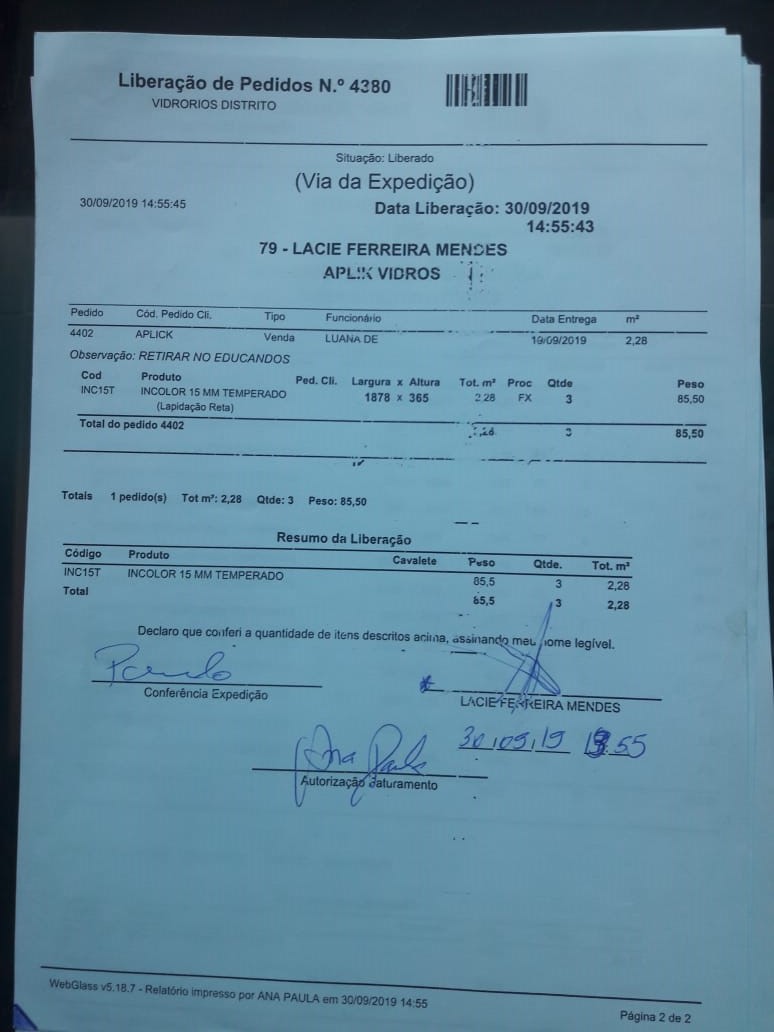 Liberação de Pedidos N.º 4380
VIDRORIOS DISTRITO
Situação: Liberado
(Via da Expedição)
30/09/2019 14:55:45
Data Liberação: 30/09/2019
14:55:43
79 - LACIE FERREIRA MENDES
APLIK VIDROS
Pedido Cód. Pedido Cli. Tipo Funcionário Data Entrega m²
4402 APLICK Venda LUANA DE 19/09/2019 2,28
Observação: RETIRAR NO EDUCANDOS
Cod Produto Ped. Cli. Largura x Altura Tot. m² Proc Qtde Peso
INC15T INCOLOR 15 MM TEMPERADO 1878 x 365 2,28 FX 3 85,50
(Lapidação Reta)
Total do pedido 4402 2,28 3 85,50
Totais 1 pedido(s) Tot m²: 2,28 Qtde: 3 Peso: 85,50
Resumo da Liberação
Código Produto Cavalete Peso Qtde. Tot. m²
INC15T INCOLOR 15 MM TEMPERADO 85,5 3 2,28
Total 85,5 3 2,28
Declaro que conferi a quantidade de itens descritos acima, assinando meu nome legível.
Conferência Expedição
LACIE FERREIRA MENDES
30/09/19 55
Ana Paula
Autorização Faturamento
WebGlass v5.18.7 - Relatório impresso por ANA PAULA em 30/09/2019 14:55
Página 2 de 2